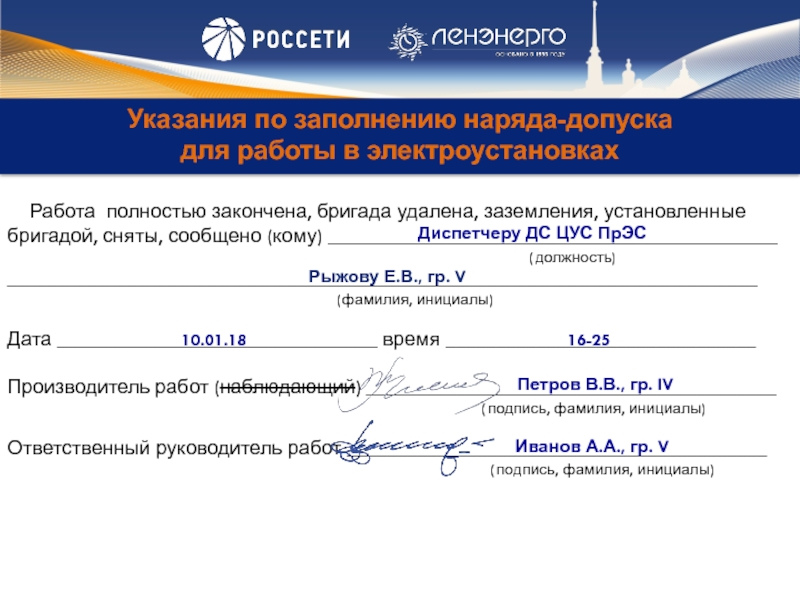 РОССЕТИ ЛЕНЭНЕРГО
ОСНОВАНО В 1886 ГОДУ
Указания по заполнению наряда-допуска
для работы в электроустановках
Работа полностью закончена, бригада удалена, заземления, установленные
бригадой, сняты, сообщено (кому) Диспетчеру ДС ЦУС ПрЭС
(должность)
Рыжову Е.В., гр. V
(фамилия, инициалы)
Дата 10.01.18 время 16-25
Производитель работ (наблюдающий) Петров В.В., гр. IV
(подпись, фамилия, инициалы)
Ответственный руководитель работ Иванов А.А., гр. V
(подпись, фамилия, инициалы)